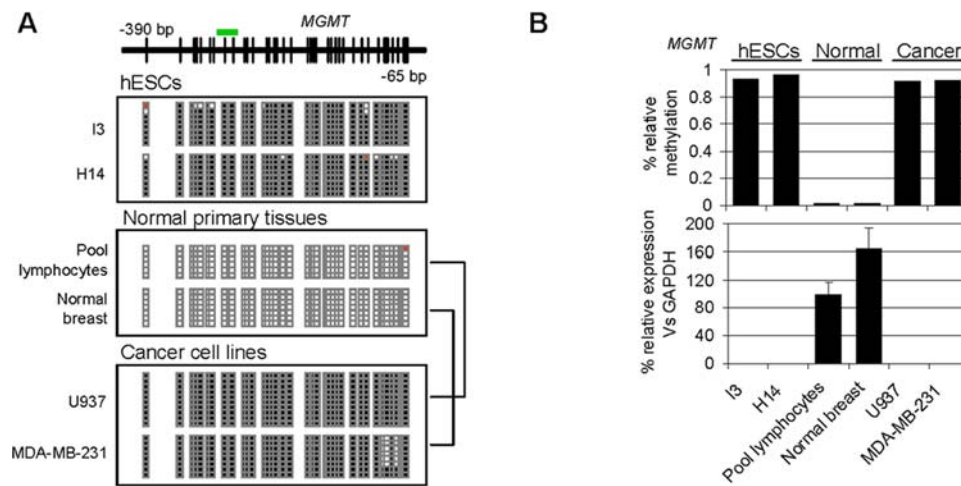 A
MGMT
-390 bp
-65 bp
hESCs
I3
H14
Normal primary tissues
Pool
lymphocytes
Normal
breast
Cancer cell lines
U937
MDA-MB-231
B
MGMT
hESCs Normal Cancer
% relative
methylation
1
0.8
0.6
0.4
0.2
0
% relative expression
Vs GAPDH
200
160
120
80
40
0
I3
H14
Pool lymphocytes
Normal breast
U937
MDA-MB-231